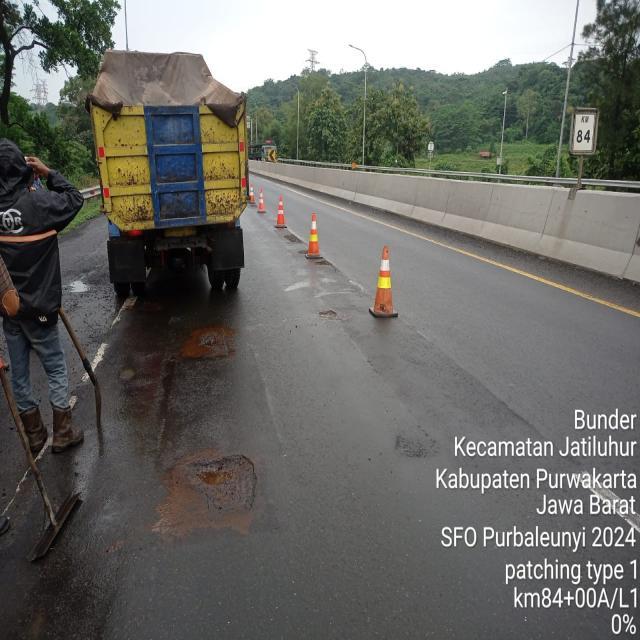 KM
84
Bunder
Kecamatan Jatiluhur
Kabupaten Purwakarta
Jawa Barat
SFO Purbaleunyi 2024
patching type 1
km84+00A/L1
0%